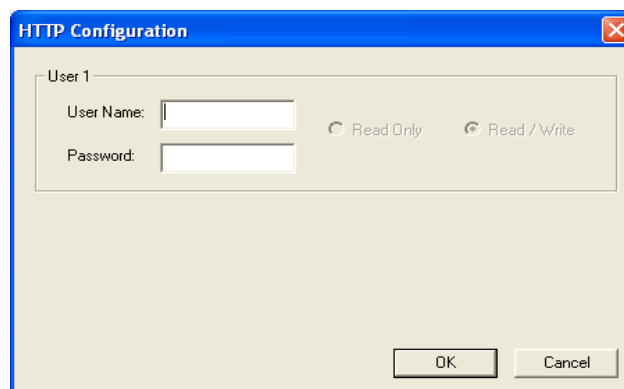 HTTP Configuration
User 1
User Name:
Read Only
Read / Write
Password:
OK
Cancel